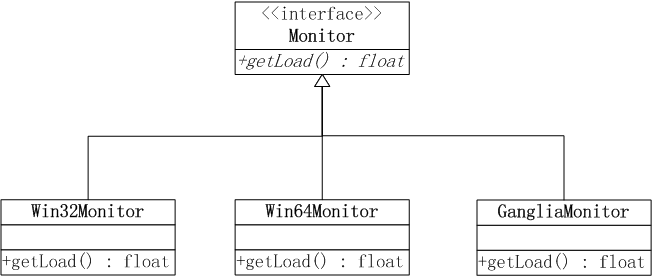 <<interface>>
Monitor
+getLoad() : float
Win32Monitor
+getLoad() : float
Win64Monitor
+getLoad() : float
GangliaMonitor
+getLoad() : float